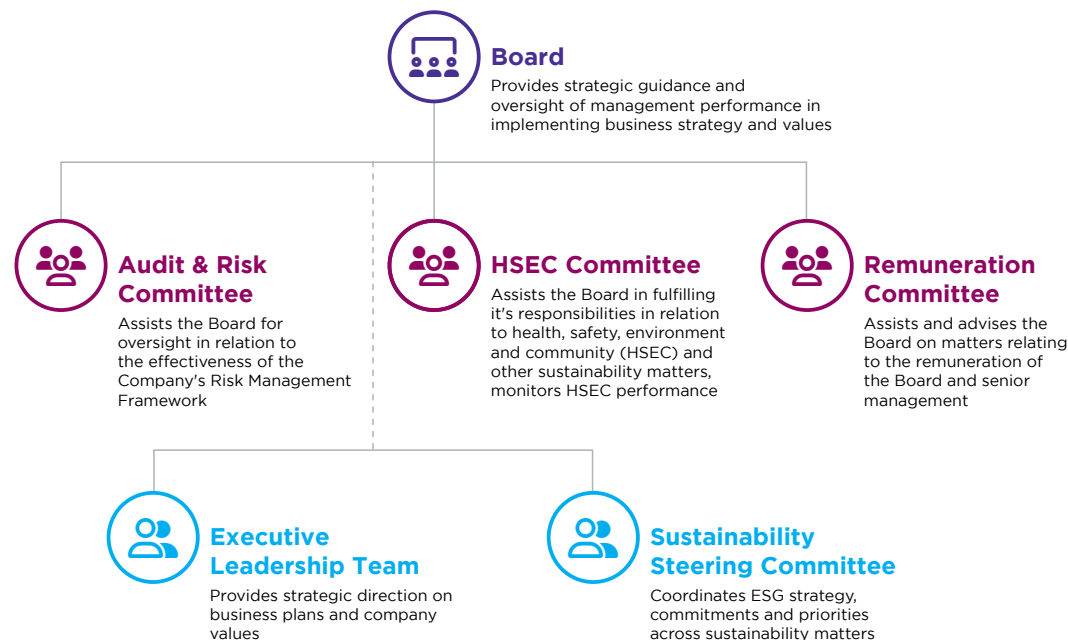 Board
Provides strategic guidance and
oversight of management performance in
implementing business strategy and values
Audit & Risk
Committee
Assists the Board for
oversight in relation to
the effectiveness of the
Company's Risk Management
Framework
HSEC Committee
Assists the Board in fulfilling
it's responsibilities in relation
to health, safety, environment
and community (HSEC) and
other sustainability matters,
monitors HSEC performance
Remuneration
Committee
Assists and advises the
Board on matters relating
to the remuneration of
the Board and senior
management
Executive
Leadership Team
Provides strategic direction on
business plans and company
values
Sustainability
Steering Committee
Coordinates ESG strategy,
commitments and priorities
across sustainability matters